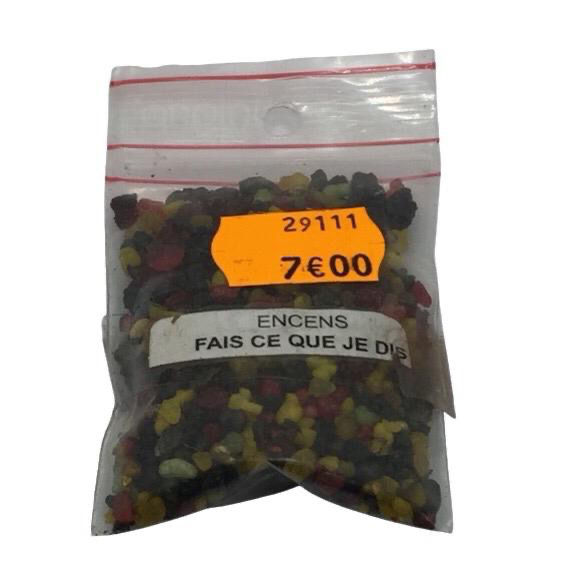 29111
7€00
ENCENS
FAIS CE QUE JE DIS